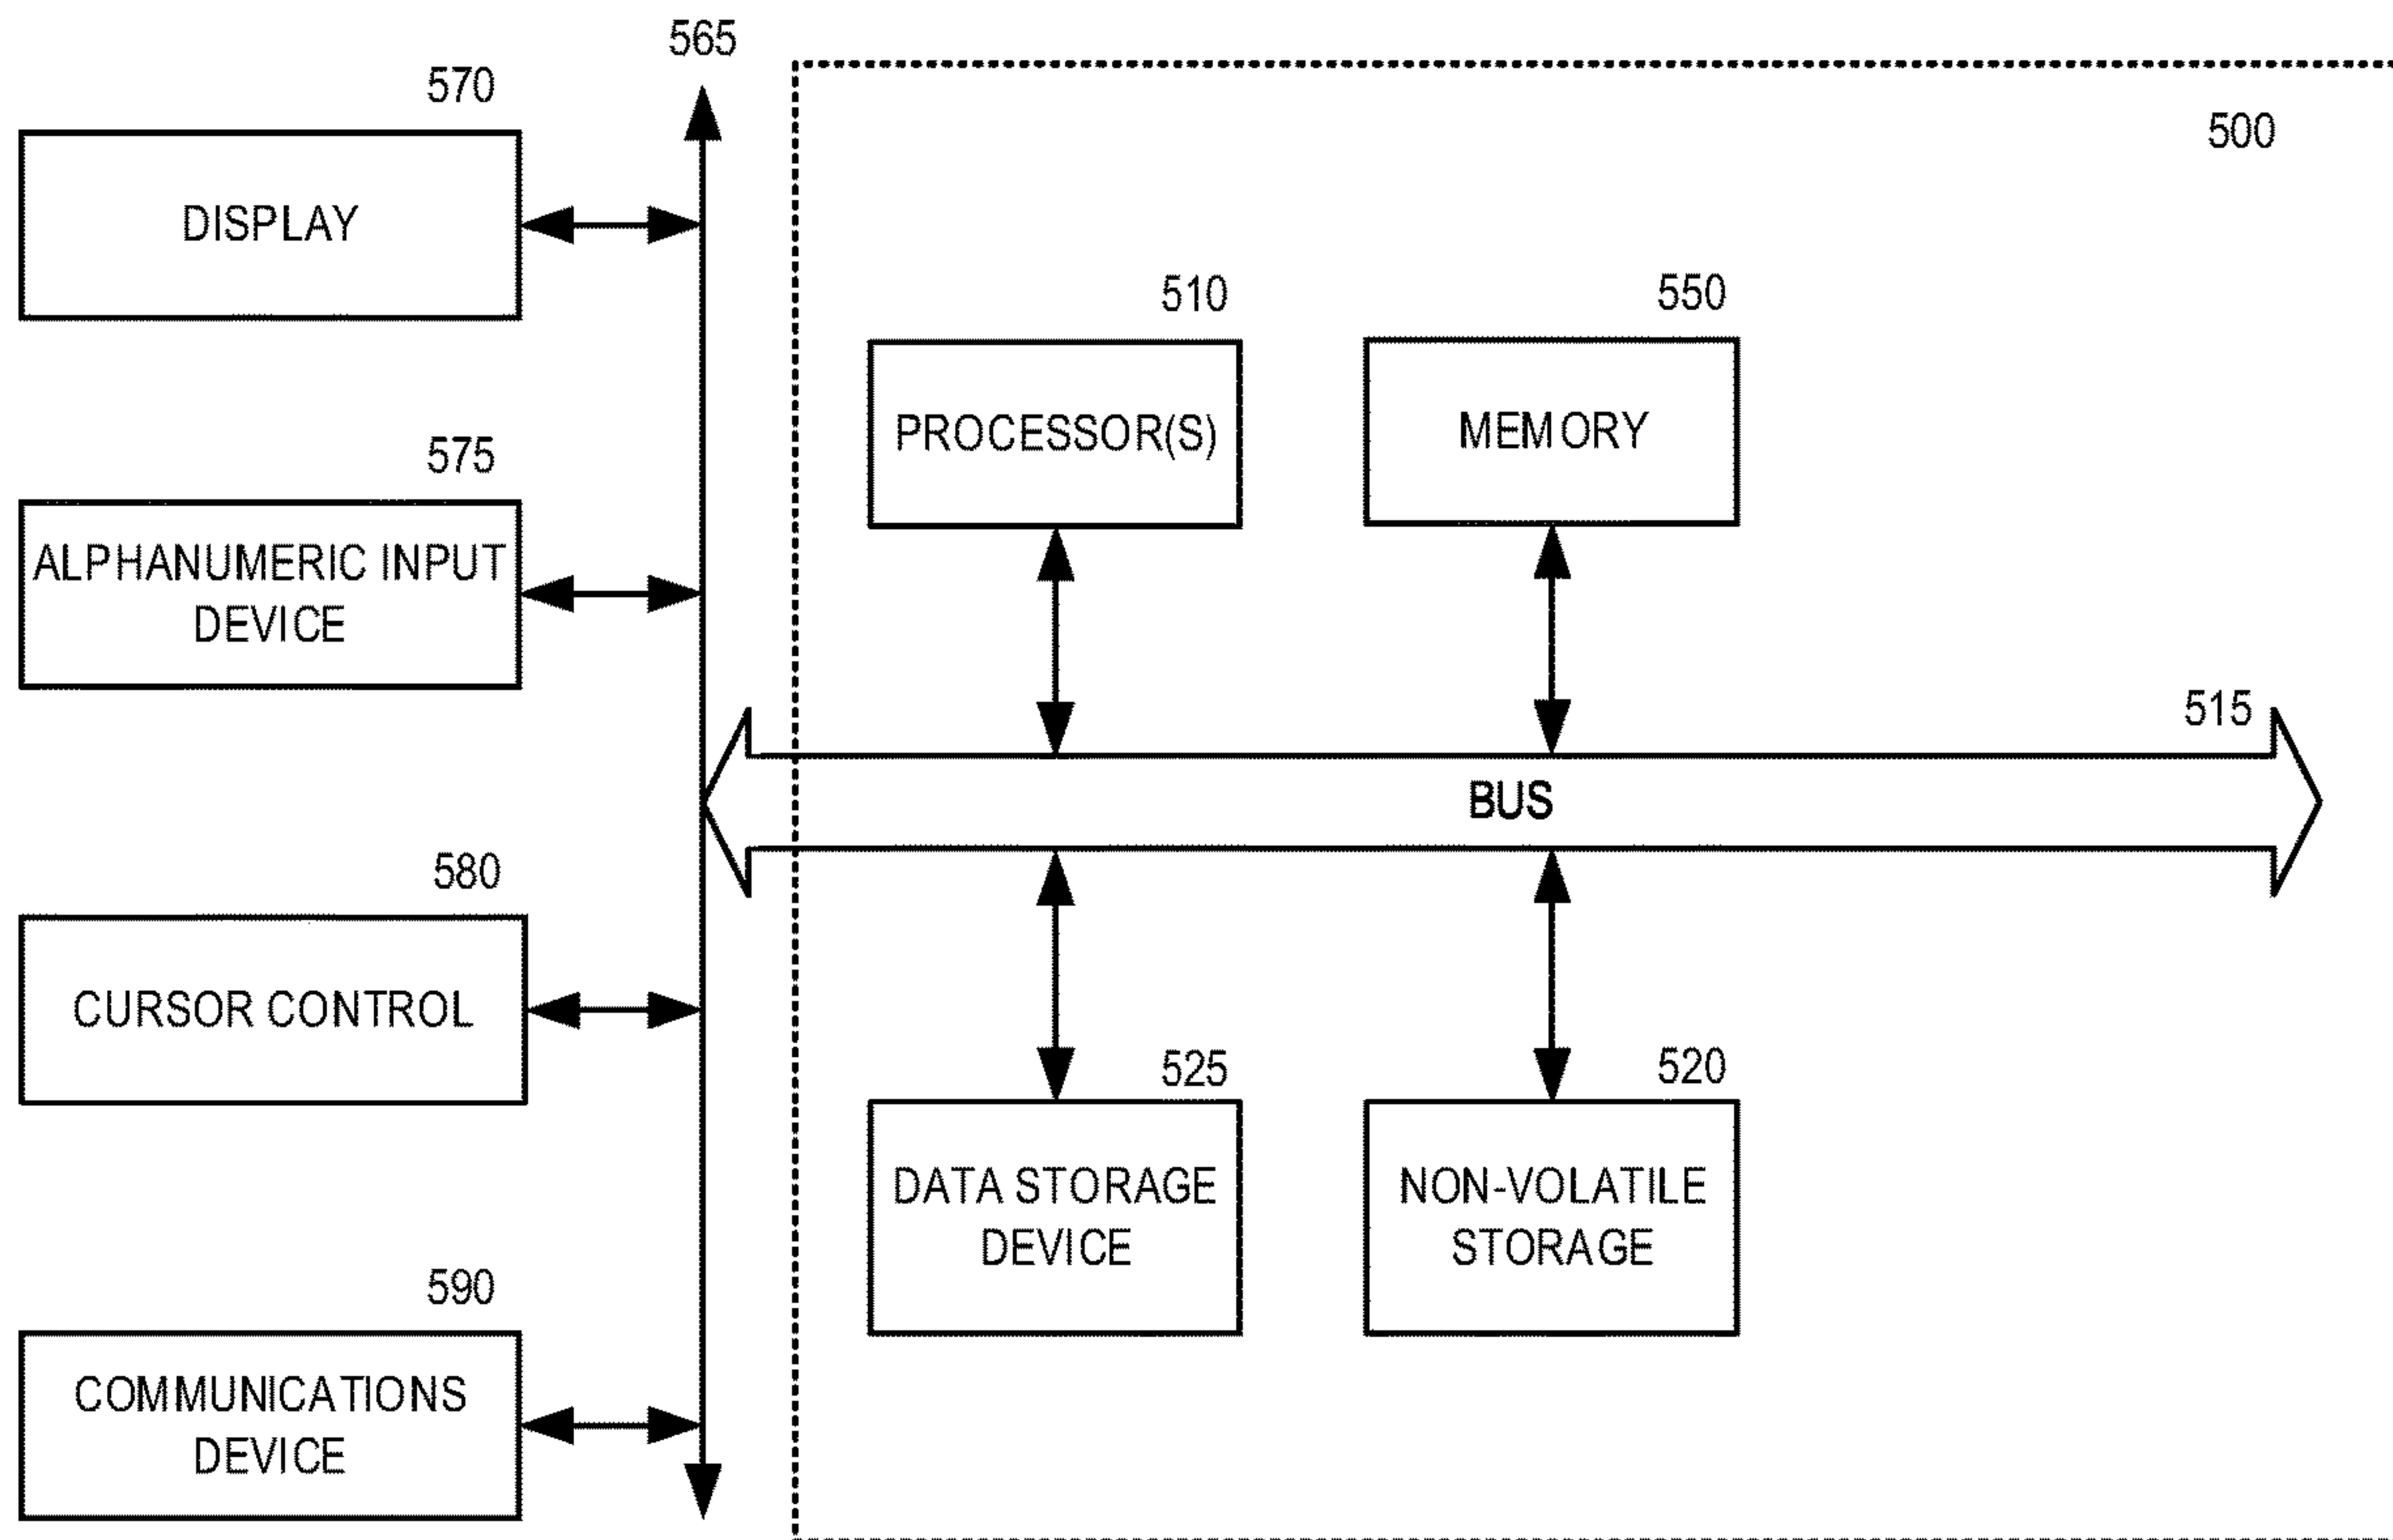 565
570
500
DISPLAY
510
550
PROCESSOR(S)
MEMORY
575
ALPHANUMERIC INPUT
DEVICE
515
BUS
580
CURSOR CONTROL
525
520
DATA STORAGE
DEVICE
NON-VOLATILE
STORAGE
590
COMMUNICATIONS
DEVICE